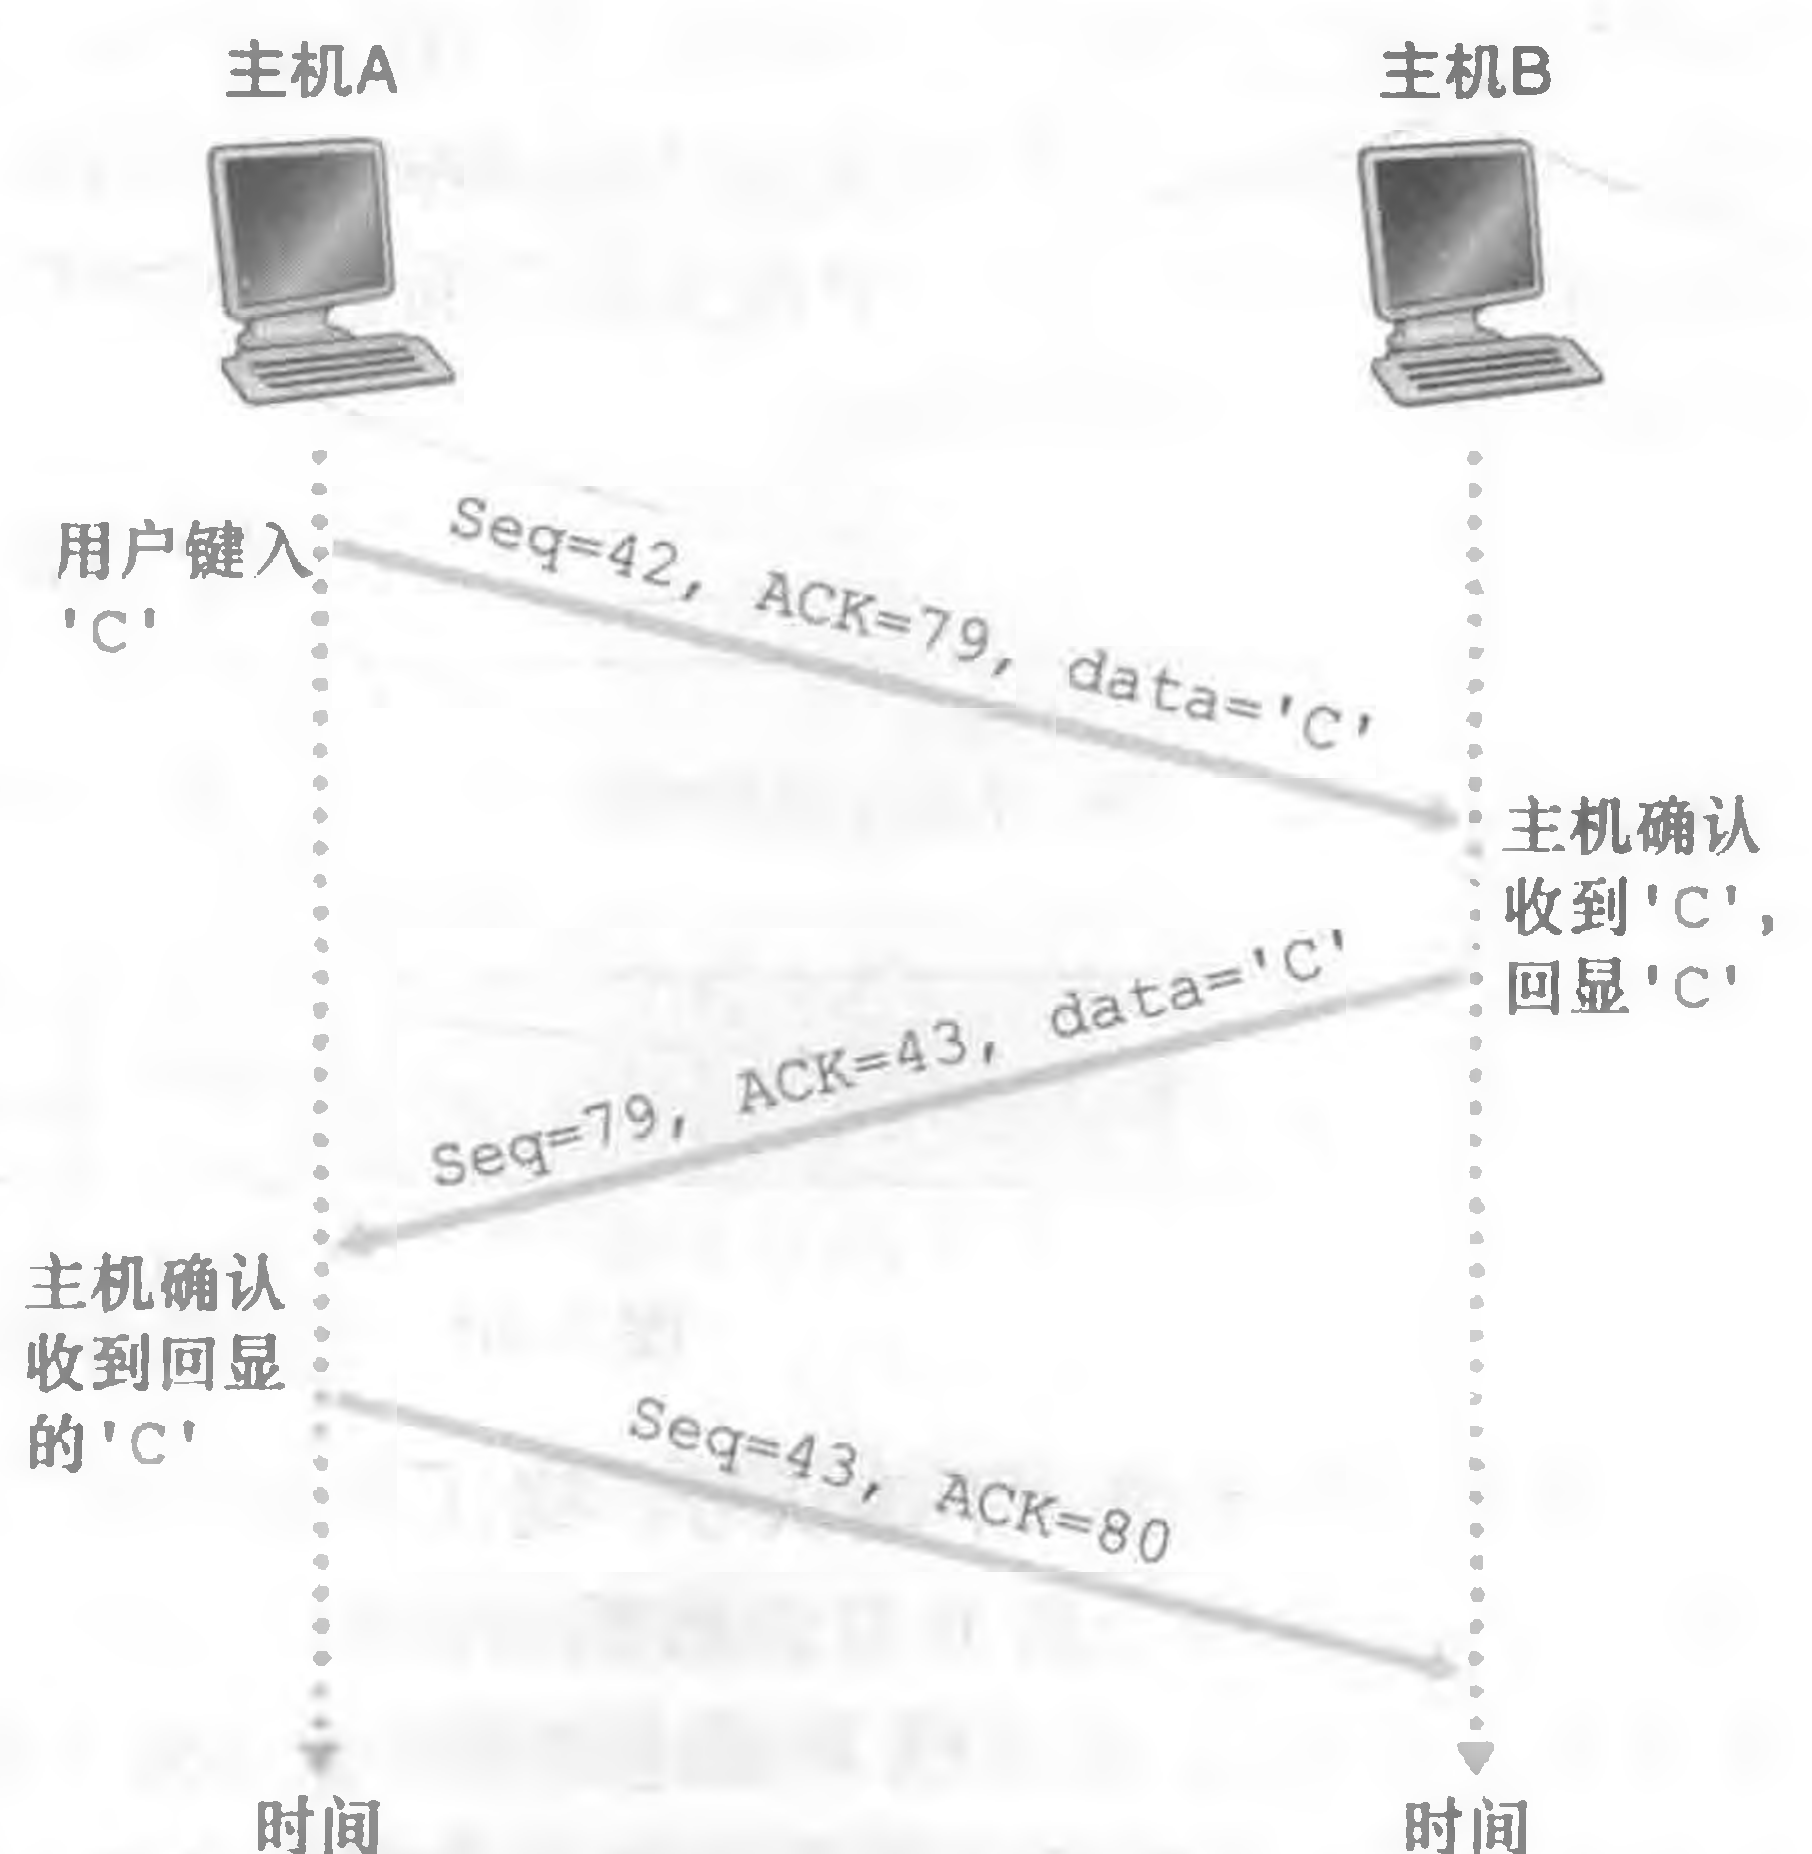 主机A
主机B
用户键入
'C'
Seq=42, ACK=79, data='C'
主机确认
收到'C',
回显'C'
Seq=79, ACK=43, data='C'
主机确认
收到回显
的'C'
Seq=43, ACK=80
时间
时间